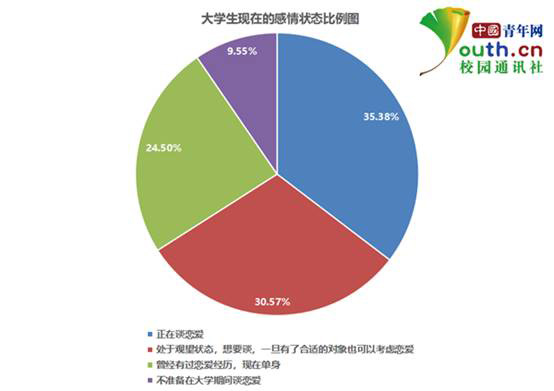 大学生现在的感情状态比例图
中國青年网
youth.cn
校园通讯社
9.55%
35.38%
24.50%
30.57%
正在谈恋爱
处于观望状态，想要谈，一旦有了合适的对象也可以考虑恋爱
曾经有过恋爱经历，现在单身
不准备在大学期间谈恋爱